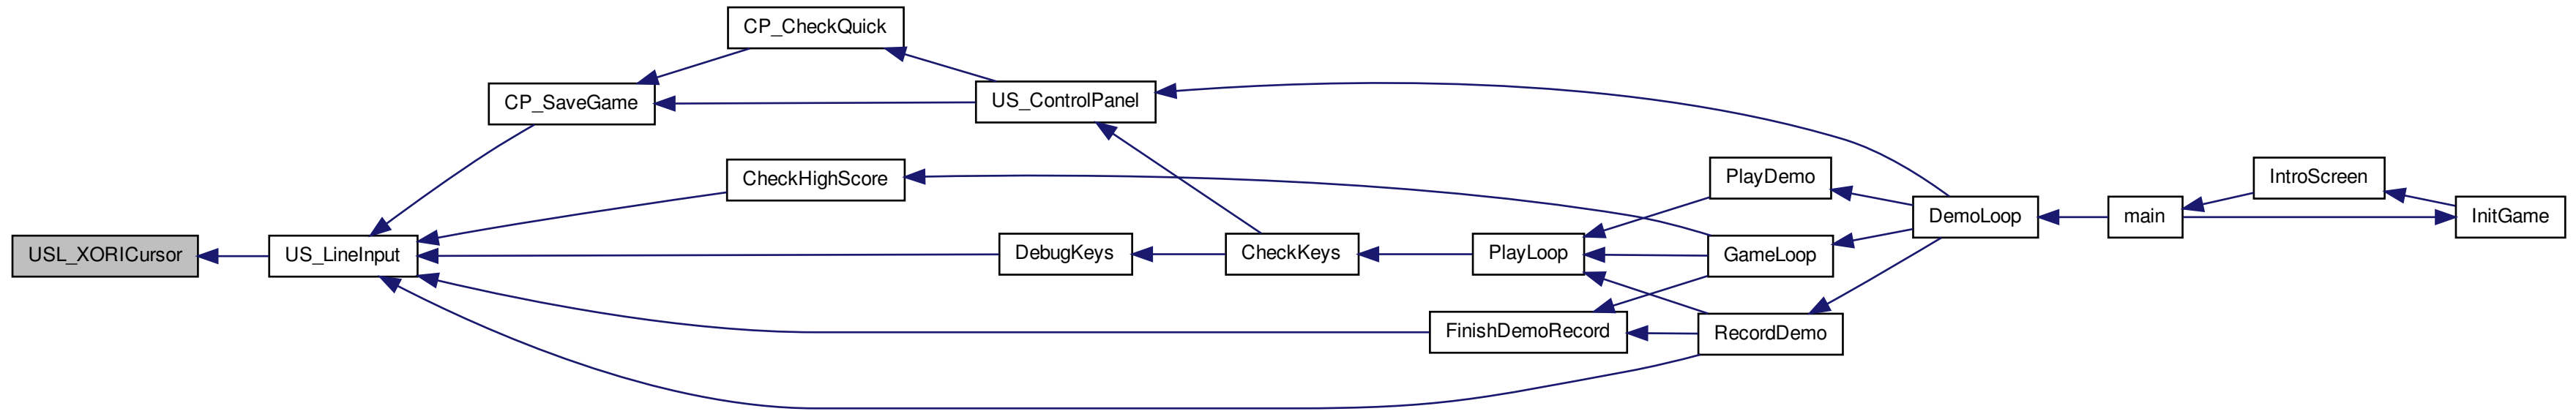 CP_CheckQuick
CP_SaveGame
US_ControlPanel
CheckHighScore
PlayDemo
IntroScreen
DemoLoop
main
InitGame
USL_XORICursor
US_LineInput
DebugKeys
CheckKeys
PlayLoop
GameLoop
FinishDemoRecord
RecordDemo